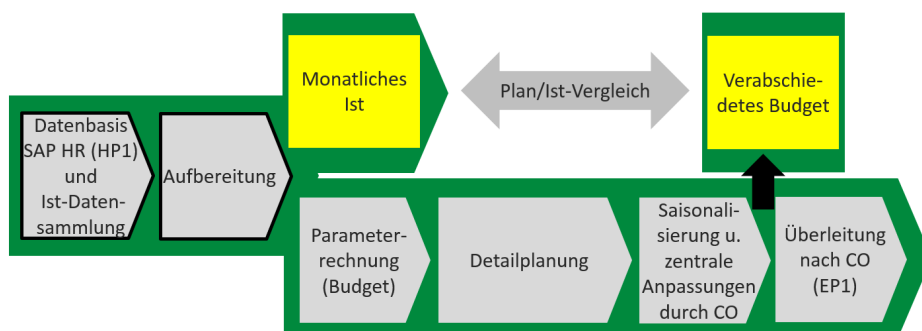 Monatliches
Ist
Plan/Ist-Vergleich
Verabschie-
detes Budget
Datenbasis
SAP HR (HP1)
und
Ist-Daten-
sammlung
Aufbereitung
Parameter-
rechnung
(Budget)
Detailplanung
Saisonali-
sierung u.
zentrale
Anpassungen
durch CO
Überleitung
nach CO
(EP1)